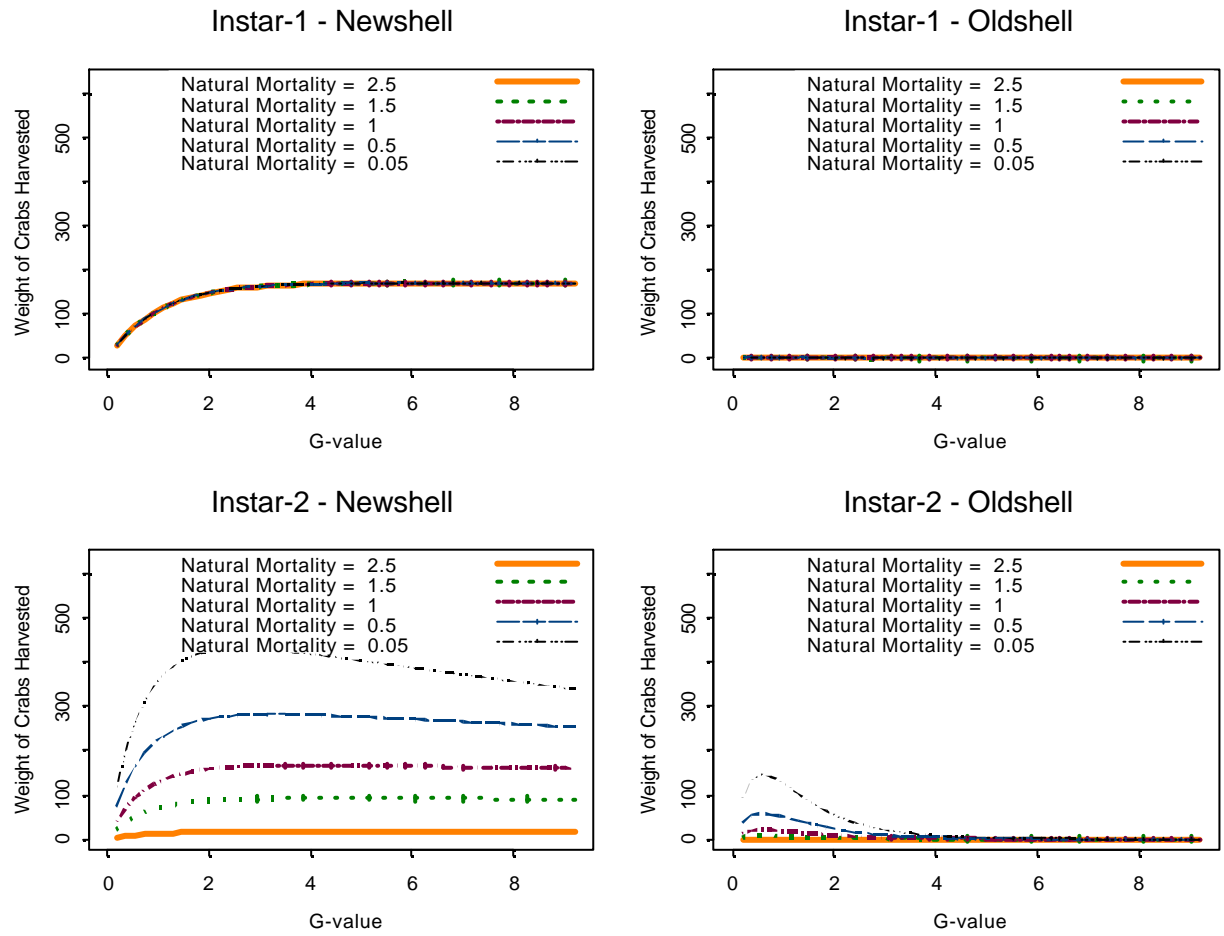 Instar-1 - Newshell
Natural Mortality = 2.5
Natural Mortality = 1.5
Natural Mortality = 1
Natural Mortality = 0.5
Natural Mortality = 0.05
Weight of Crabs Harvested
500
300
100
0
0 2 4 6 8
G-value
Instar-1 - Oldshell
Natural Mortality = 2.5
Natural Mortality = 1.5
Natural Mortality = 1
Natural Mortality = 0.5
Natural Mortality = 0.05
Weight of Crabs Harvested
500
300
100
0
0 2 4 6 8
G-value
Instar-2 - Newshell
Natural Mortality = 2.5
Natural Mortality = 1.5
Natural Mortality = 1
Natural Mortality = 0.5
Natural Mortality = 0.05
Weight of Crabs Harvested
500
300
100
0
0 2 4 6 8
G-value
Instar-2 - Oldshell
Natural Mortality = 2.5
Natural Mortality = 1.5
Natural Mortality = 1
Natural Mortality = 0.5
Natural Mortality = 0.05
Weight of Crabs Harvested
500
300
100
0
0 2 4 6 8
G-value